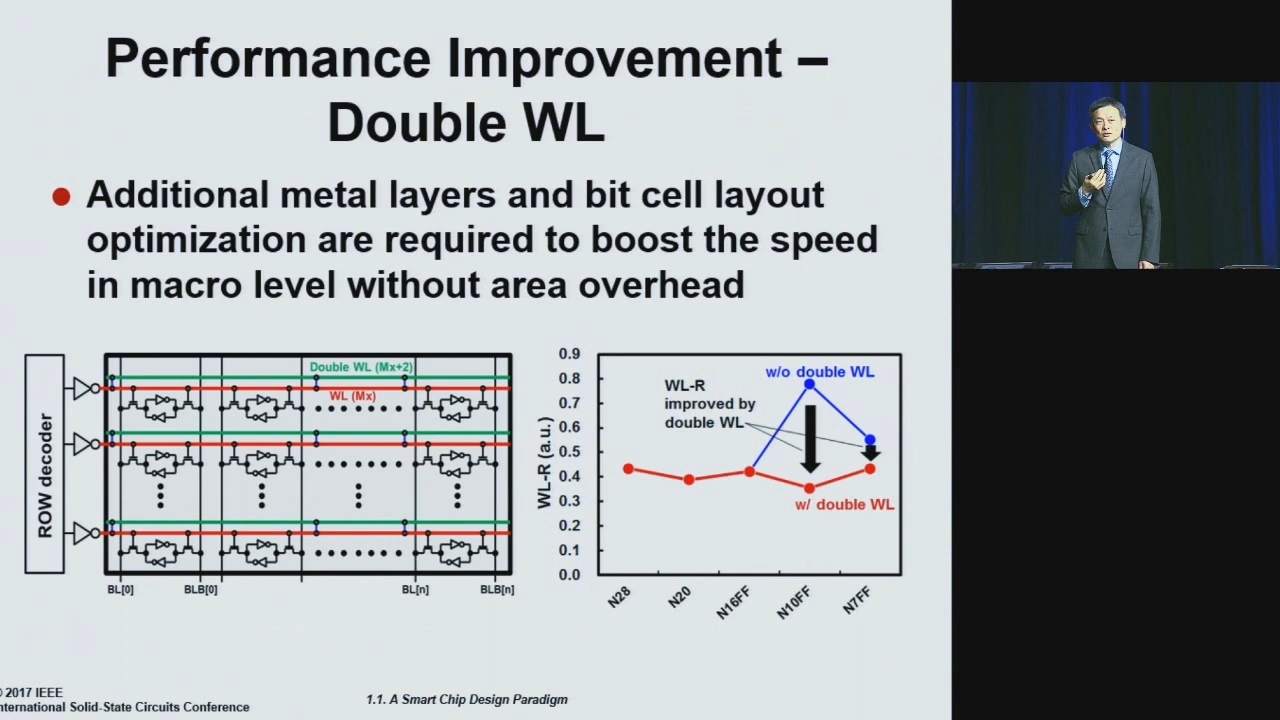 Performance Improvement –
Double WL
Additional metal layers and bit cell layout
optimization are required to boost the speed
in macro level without area overhead
ROW decoder
Double WL (Mx+2)
WL (Mx)
BL[0]
BLB[0]
BL[n]
BLB[n]
WL-R (a.u.)
0.9
0.8
0.7
0.6
0.5
0.4
0.3
0.2
0.1
0.0
WL-R
improved by
double WL
w/o double WL
w/ double WL
N28
N20
N16FF
N10FF
N7FF
© 2017 IEEE
nternational Solid-State Circuits Conference
1.1. A Smart Chip Design Paradigm